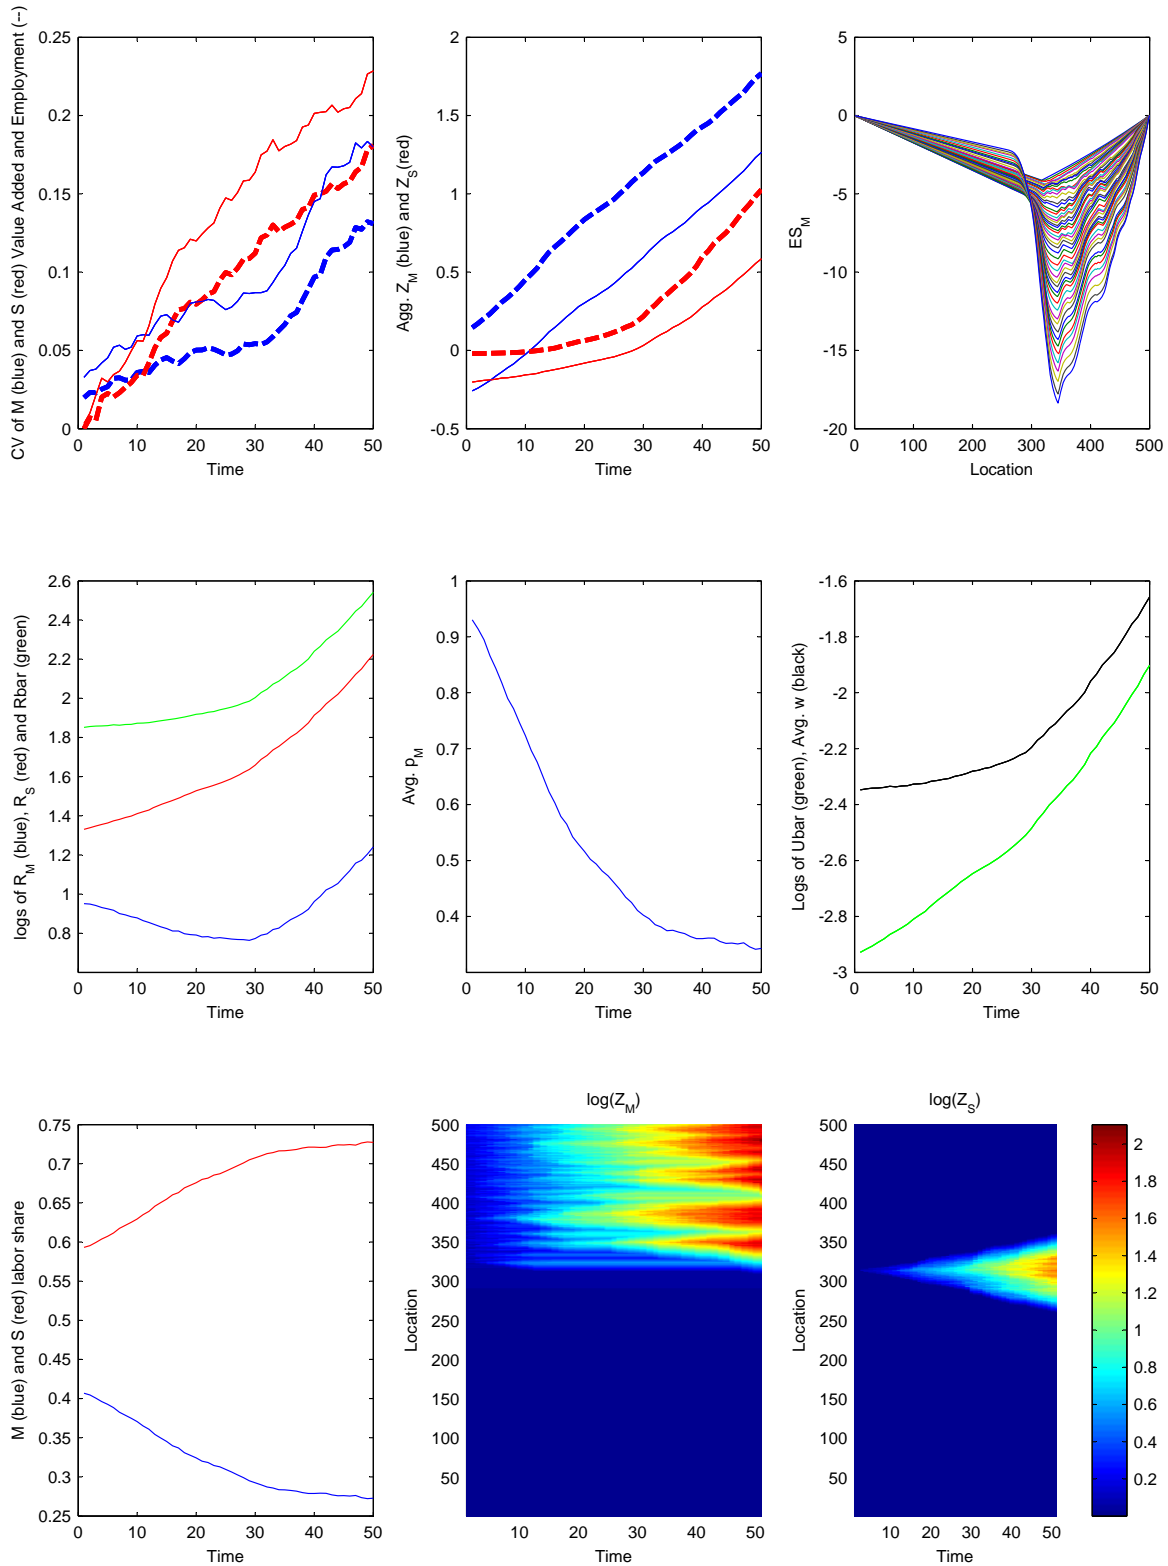 CV of M (blue) and S (red) Value Added and Employment (--)
0.25
0.2
0.15
0.1
0.05
0
0 10 20 30 40 50
Time
Agg. Z_M (blue) and Z_S(red)
2
1.5
1
0.5
0
-0.5
0 10 20 30 40 50
Time
ES_M
5
0
-5
-10
-15
-20
0 100 200 300 400 500
Location
logs of R_M (blue), R_S (red) and Rbar (green)
2.6
2.4
2.2
2
1.8
1.6
1.4
1.2
1
0.8
0 10 20 30 40 50
Time
Avg. p_M
1
0.9
0.8
0.7
0.6
0.5
0.4
0 10 20 30 40 50
Time
Logs of Ubar (green), Avg. w (black)
-1.6
-1.8
-2
-2.2
-2.4
-2.6
-2.8
-3
0 10 20 30 40 50
Time
M (blue) and S (red) labor share
0.75
0.7
0.65
0.6
0.55
0.5
0.45
0.4
0.35
0.3
0.25
0 10 20 30 40 50
Time
log(Z_M)
Location
500
450
400
350
300
250
200
150
100
50
10 20 30 40 50
Time
log(Z_S)
Location
500
450
400
350
300
250
200
150
100
50
10 20 30 40 50
Time
2
1.8
1.6
1.4
1.2
1
0.8
0.6
0.4
0.2